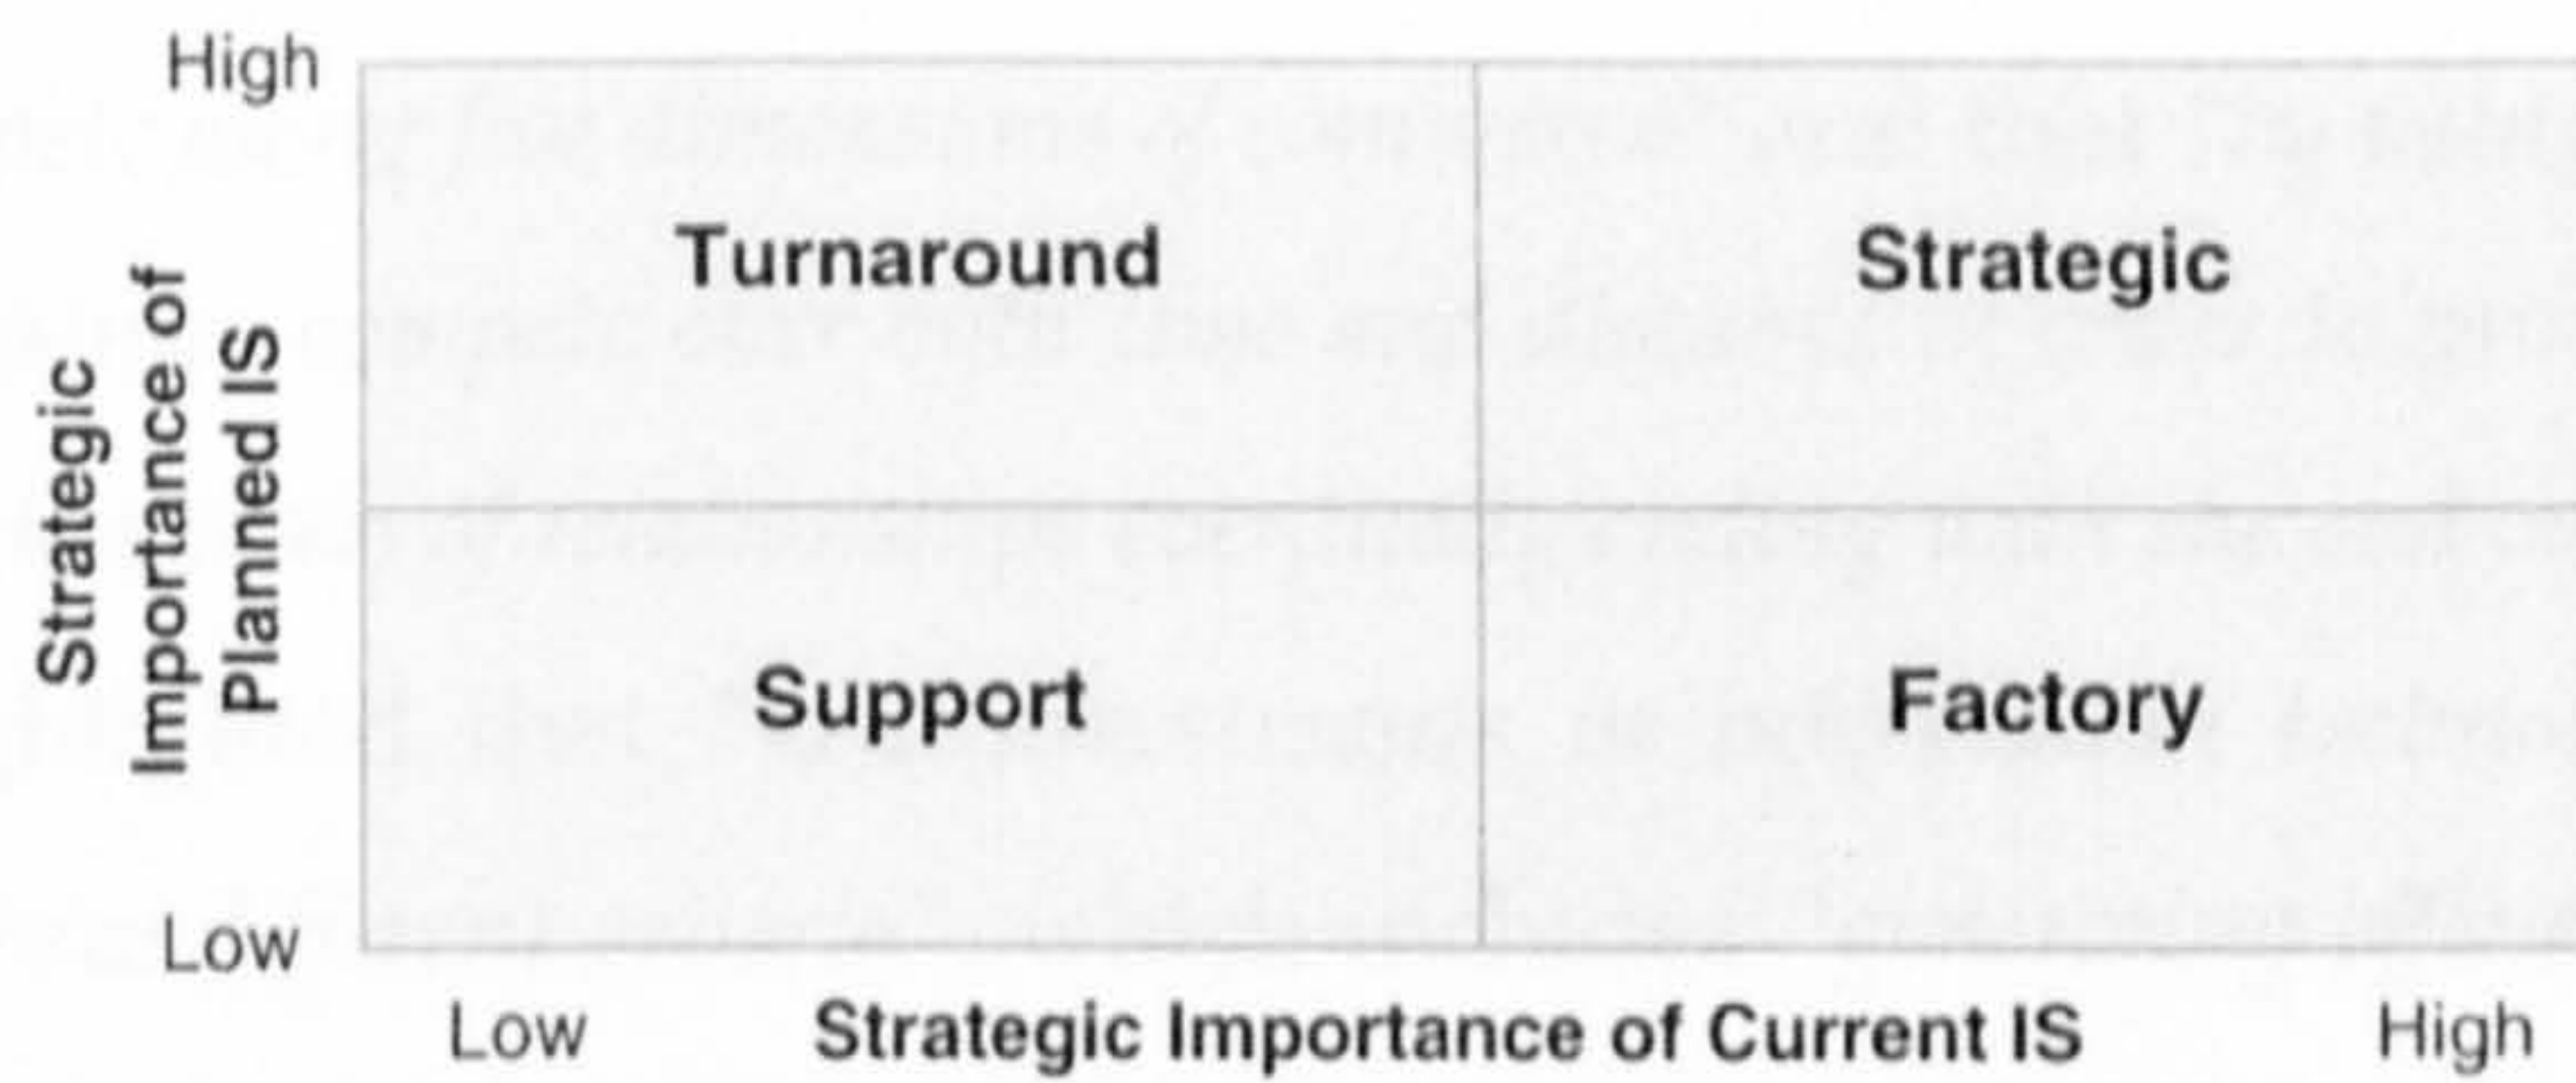 High
Turnaround
Strategic
Strategic
Importance of
Planned IS
Support
Factory
Low
Low
Strategic Importance of Current IS
High